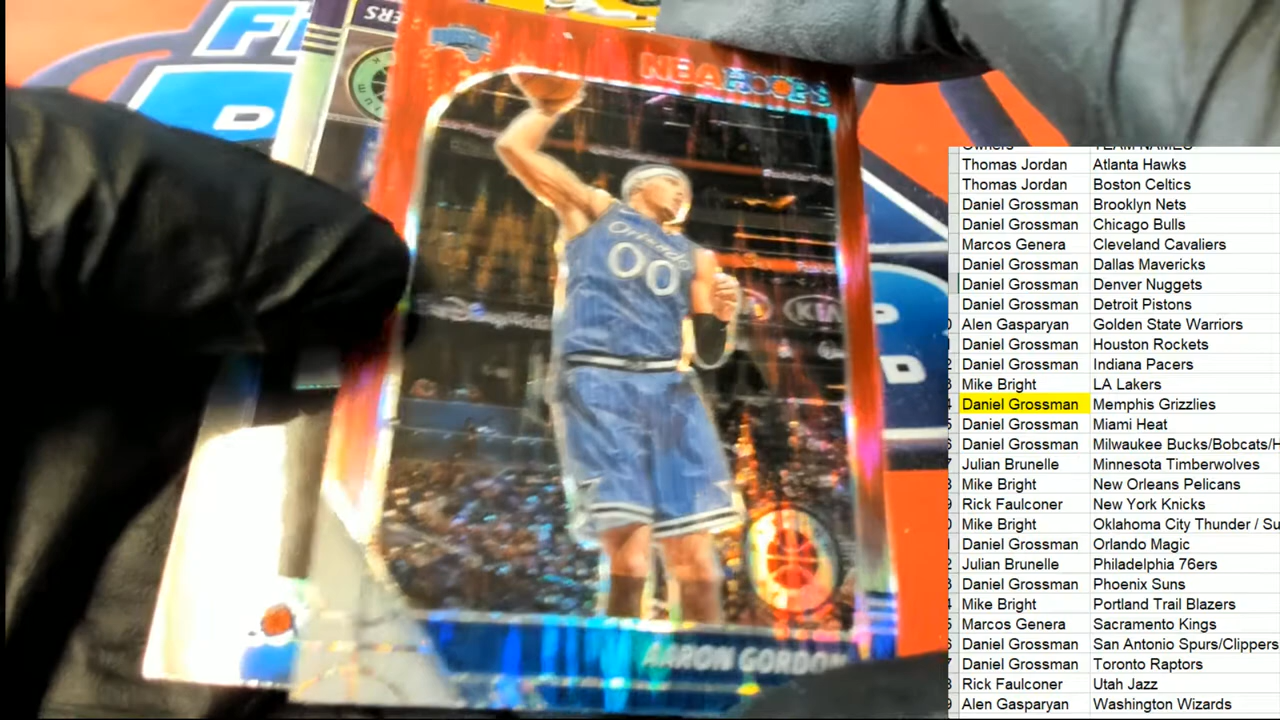 ERS
NBA HOOPS
Orlando
00
KIA
AARON GORDON
D
D
Owners TEAM NAMES
Thomas Jordan Atlanta Hawks
Thomas Jordan Boston Celtics
Daniel Grossman Brooklyn Nets
Daniel Grossman Chicago Bulls
Marcos Genera Cleveland Cavaliers
Daniel Grossman Dallas Mavericks
Daniel Grossman Denver Nuggets
Daniel Grossman Detroit Pistons
Alen Gasparyan Golden State Warriors
Daniel Grossman Houston Rockets
Daniel Grossman Indiana Pacers
Mike Bright LA Lakers
Daniel Grossman Memphis Grizzlies
Daniel Grossman Miami Heat
Daniel Grossman Milwaukee Bucks/Bobcats/H
Julian Brunelle Minnesota Timberwolves
Mike Bright New Orleans Pelicans
Rick Faulconer New York Knicks
Mike Bright Oklahoma City Thunder / Su
Daniel Grossman Orlando Magic
Julian Brunelle Philadelphia 76ers
Daniel Grossman Phoenix Suns
Mike Bright Portland Trail Blazers
Marcos Genera Sacramento Kings
Daniel Grossman San Antonio Spurs/Clippers
Daniel Grossman Toronto Raptors
Rick Faulconer Utah Jazz
Alen Gasparyan Washington Wizards